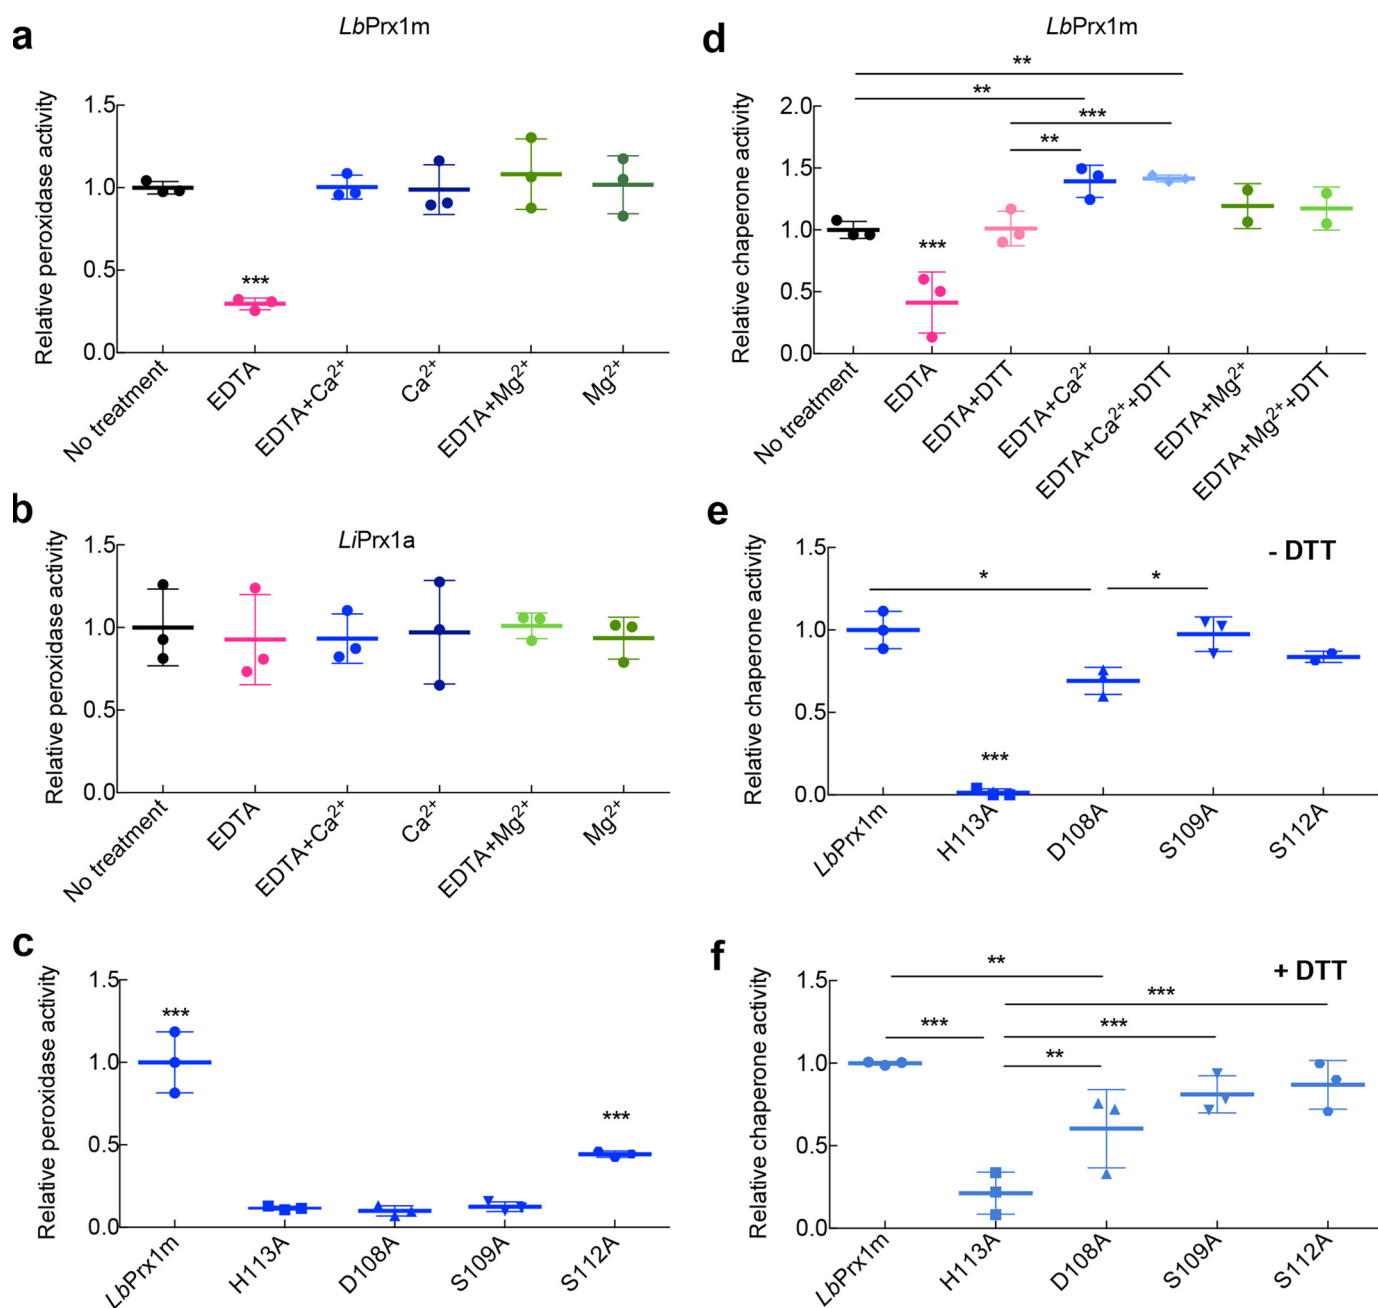 a
LbPrx1m
Relative peroxidase activity
1.5
1.0
0.5
0.0
***
No treatment
EDTA
EDTA+Ca²⁺
Ca²⁺
EDTA+Mg²⁺
Mg²⁺
b
LiPrx1a
Relative peroxidase activity
1.5
1.0
0.5
0.0
No treatment
EDTA
EDTA+Ca²⁺
Ca²⁺
EDTA+Mg²⁺
Mg²⁺
c
Relative peroxidase activity
1.5
1.0
0.5
0.0
***
***
LbPrx1m
H113A
D108A
S109A
S112A
d
LbPrx1m
Relative chaperone activity
2.0
1.5
1.0
0.5
0.0
**
**
***
**
***
No treatment
EDTA
EDTA+DTT
EDTA+Ca²⁺
EDTA+Ca²⁺+DTT
EDTA+Mg²⁺
EDTA+Mg²⁺+DTT
e
- DTT
Relative chaperone activity
1.5
1.0
0.5
0.0
*
*
***
LbPrx1m
H113A
D108A
S109A
S112A
f
+ DTT
Relative chaperone activity
1.5
1.0
0.5
0.0
**
***
***
***
**
LbPrx1m
H113A
D108A
S109A
S112A